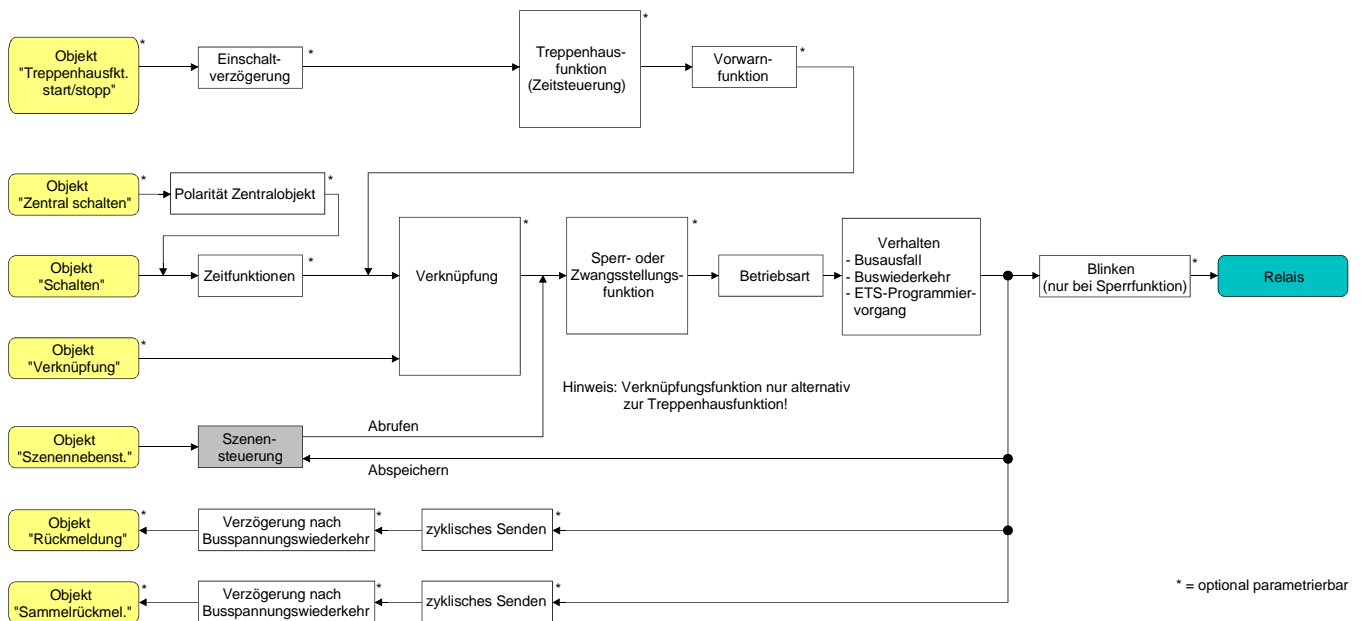 *
*
*
*
*
Objekt
"Treppenhausfkt.
start/stopp"
Einschalt-
verzögerung
Treppenhaus-
funktion
(Zeitsteuerung)
Vorwarn-
funktion
*
*
Objekt
"Zentral schalten"
Polarität Zentralobjekt
*
*
Objekt
"Schalten"
*
Zeitfunktionen
*
Verknüpfung
Sperr- oder
Zwangsstellungs-
funktion
Betriebsart
Verhalten
- Busausfall
- Buswiederkehr
- ETS-Programmier-
vorgang
Blinken
(nur bei Sperrfunktion)
*
Relais
*
Objekt
"Verknüpfung"
Hinweis: Verknüpfungsfunktion nur alternativ
zur Treppenhausfunktion!
*
Objekt
"Szenennebenst."
Szenen-
steuerung
Abrufen
Abspeichern
*
*
*
Objekt
"Rückmeldung"
Verzögerung nach
Busspannungswiederkehr
zyklisches Senden
*
*
*
Objekt
"Sammelrückmel."
Verzögerung nach
Busspannungswiederkehr
zyklisches Senden
* = optional parametrierbar